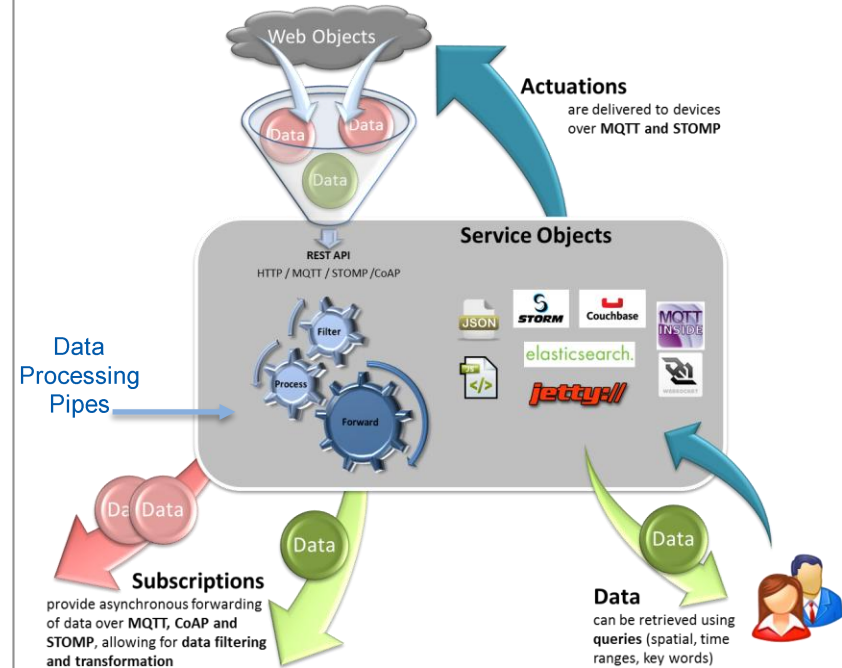 Web Objects
Data
Data
Data
Actuations
are delivered to devices
over MQTT and STOMP
REST API
HTTP / MQTT / STOMP /CoAP
Service Objects
Filter
Process
Forward
JSON
STORM
Couchbase
MQTT
INSIDE
elasticsearch.
JS
</>
jetty://
WEBSOCKET
Data
Processing
Pipes
Da
Data
Data
Data
Subscriptions
provide asynchronous forwarding
of data over MQTT, CoAP and
STOMP, allowing for data filtering
and transformation
Data
can be retrieved using
queries (spatial, time
ranges, key words)